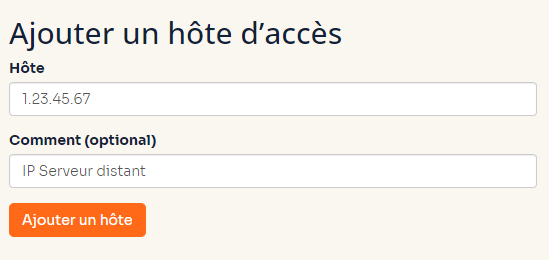 Ajouter un hôte d’accès
Hôte
1.23.45.67
Comment (optional)
IP Serveur distant
Ajouter un hôte